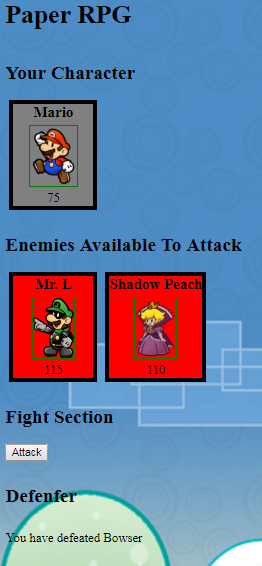 Paper RPG
Your Character
Mario
75
Enemies Available To Attack
Mr. L
Shadow Peach
115
110
Fight Section
Attack
Defenfer
You have defeated Bowser